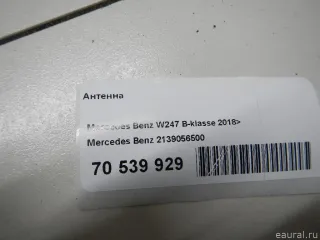 Антенна
Mercedes Benz W247 B-klasse 2018>
Mercedes Benz 2139056500
70 539 929
eaural.ru